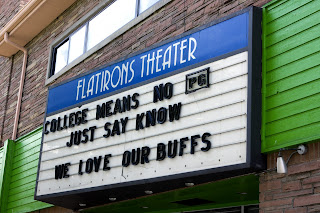 FLATIRONS THEATER
COLLEGE MEANS NO PG
JUST SAY KNOW
WE LOVE OUR BUFFS